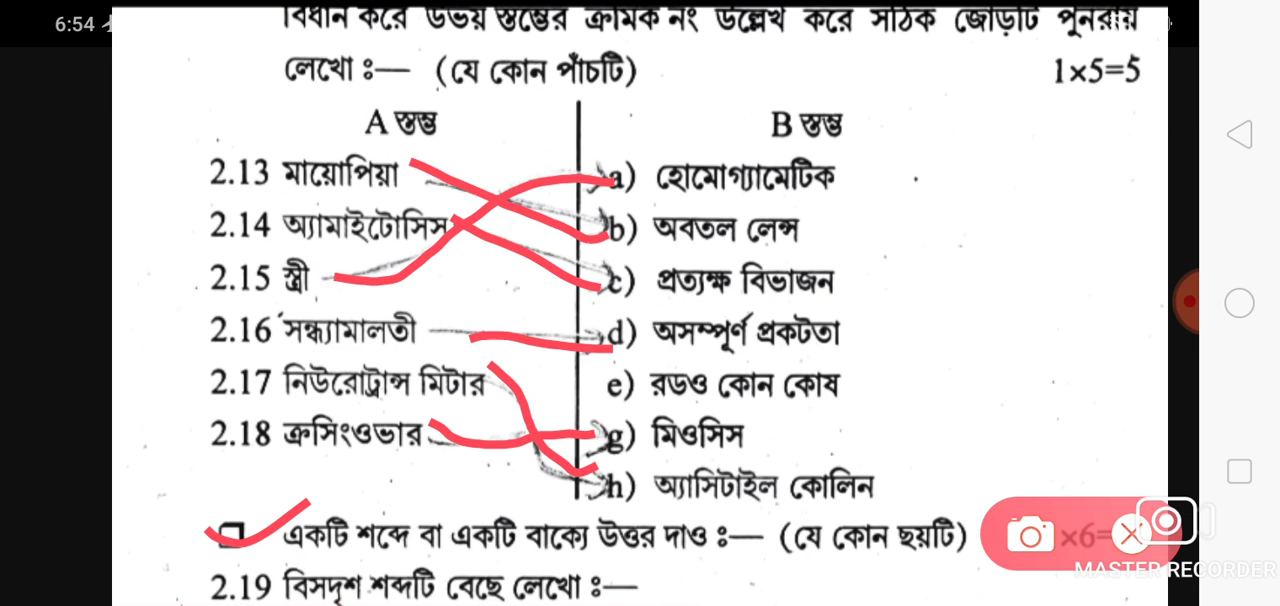 6:54
বিধান করে উভয় স্তম্ভের ক্রমিক নং উল্লেখ করে সঠিক জোড়টি পুনরায়
লেখো ঃ— (যে কোন পাঁচটি) 1×5=5
A স্তম্ভ B স্তম্ভ
2.13 মায়োপিয়া a) হোমোগ্যামেটিক
2.14 অ্যামাইটোসিস b) অবতল লেন্স
2.15 স্ত্রী c) প্রত্যক্ষ বিভাজন
2.16 সন্ধ্যামালতী d) অসম্পূর্ণ প্রকটতা
2.17 নিউরোট্রান্স মিটার e) রডও কোন কোষ
2.18 ক্রসিংওভার g) মিওসিস
h) অ্যাসিটাইল কোলিন
একটি শব্দে বা একটি বাক্যে উত্তর দাও ঃ— (যে কোন ছয়টি) ×6=
MASTER RECORDER
2.19 বিসদৃশ শব্দটি বেছে লেখো ঃ—